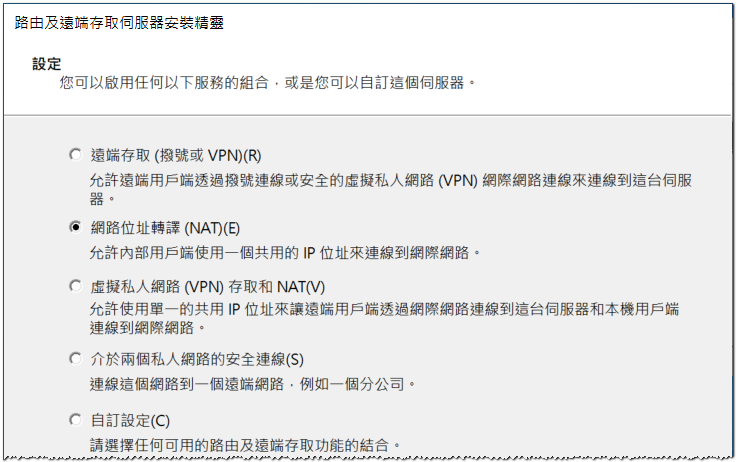 路由及遠端存取伺服器安裝精靈
設定
您可以啟用任何以下服務的組合，或是您可以自訂這個伺服器。
遠端存取 (撥號或 VPN)(R)
允許遠端用戶端透過撥號連線或安全的虛擬私人網路 (VPN) 網際網路連線來連線到這台伺服
器。
網路位址轉譯 (NAT)(E)
允許內部用戶端使用一個共用的 IP 位址來連線到網際網路。
虛擬私人網路 (VPN) 存取和 NAT(V)
允許使用單一的共用 IP 位址來讓遠端用戶端透過網際網路連線到這台伺服器和本機用戶端
連線到網際網路。
介於兩個私人網路的安全連線(S)
連線這個網路到一個遠端網路，例如一個分公司。
自訂設定(C)
請選擇任何可用的路由及遠端存取功能的結合。